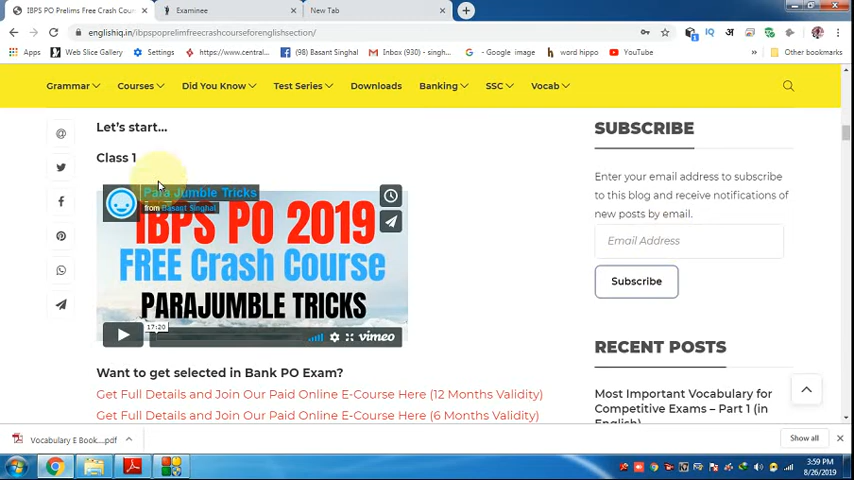 IBPS PO Prelims Free Crash Cour
Examinee
New Tab
englishiq.in/ibpspoprelimfreecrashcourseforenglishsection/
Apps
Web Slice Gallery
Settings
https://www.central...
(98) Basant Singhal
Inbox (930) - singh...
G - Google image
word hippo
YouTube
Other bookmarks
Grammar
Courses
Did You Know
Test Series
Downloads
Banking
SSC
Vocab
Let's start...
Class 1
Para Jumble Tricks
from Basant Singhal
IBPS PO 2019
FREE Crash Course
PARAJUMBLE TRICKS
17:20
vimeo
Want to get selected in Bank PO Exam?
Get Full Details and Join Our Paid Online E-Course Here (12 Months Validity)
Get Full Details and Join Our Paid Online E-Course Here (6 Months Validity)
SUBSCRIBE
Enter your email address to subscribe
to this blog and receive notifications of
new posts by email.
Email Address
Subscribe
RECENT POSTS
Most Important Vocabulary for
Competitive Exams – Part 1 (in
English)
Vocabulary E Book....pdf
Show all
3:59 PM
8/26/2019